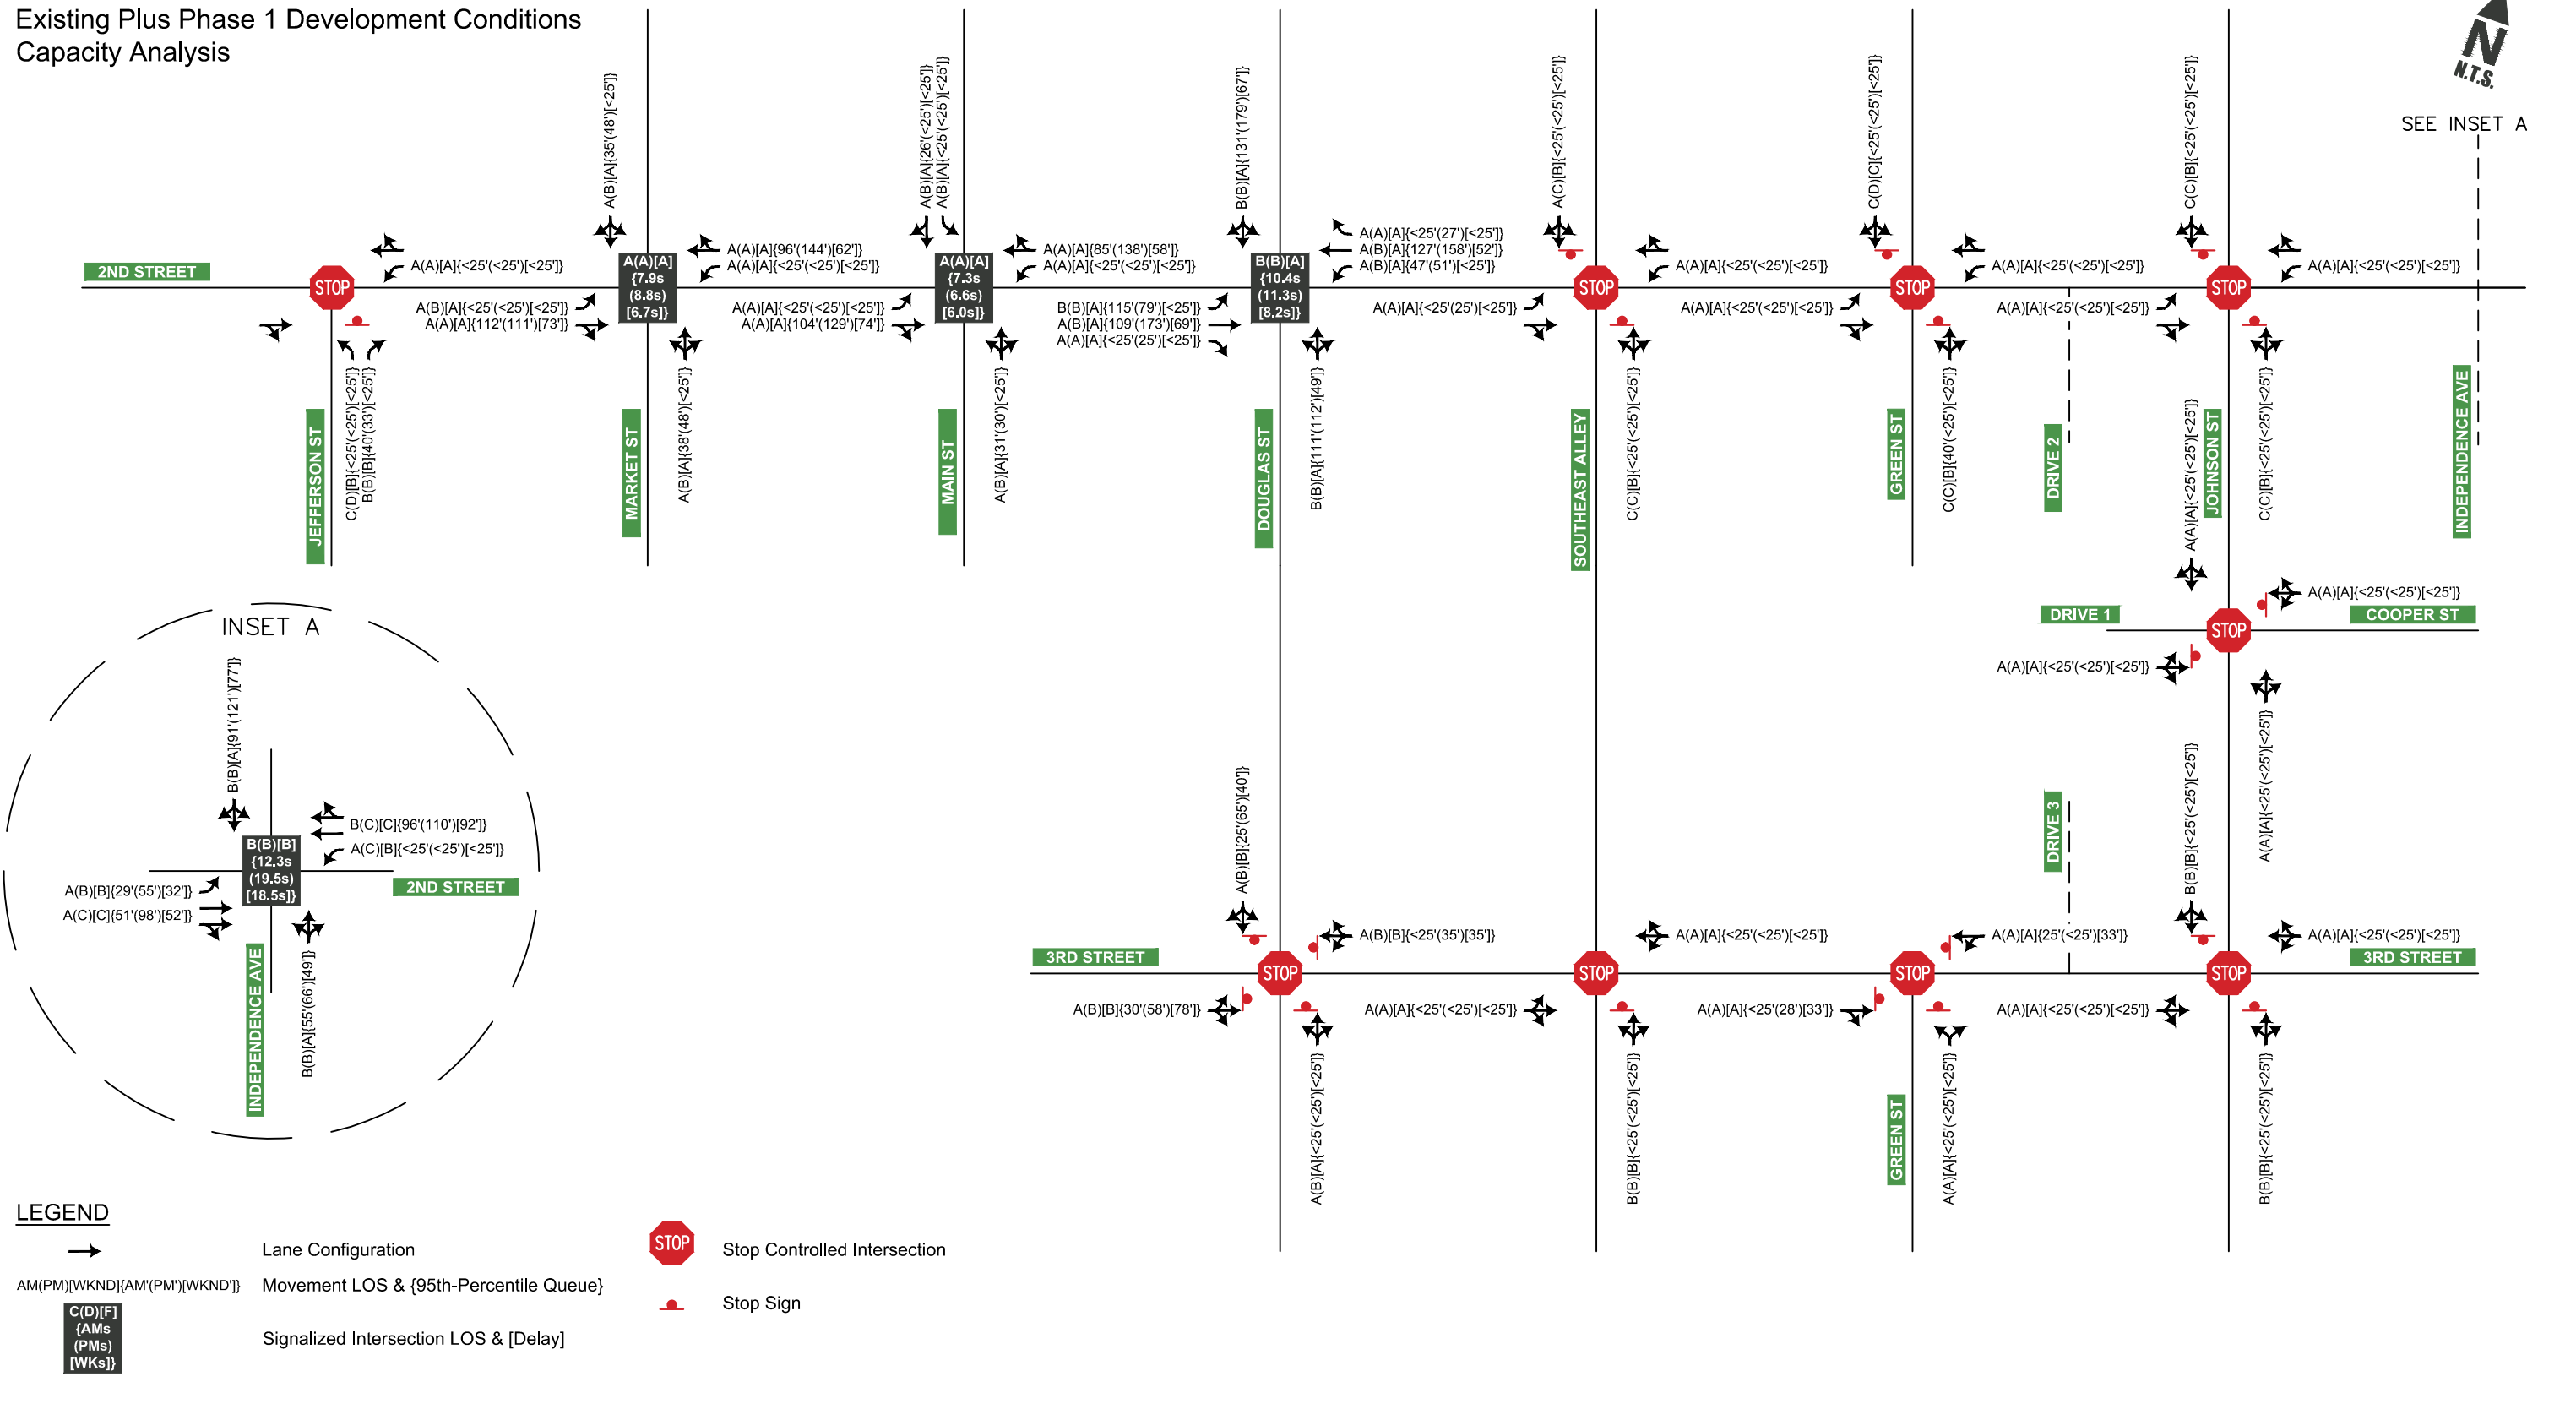 Existing Plus Phase 1 Development Conditions
Capacity Analysis
N
N.T.S.
SEE INSET A
A(B)[A]{35'(48')[<25']}
A(B)[A]{26'(<25')[<25']}
A(B)[A]{<25'(<25')[<25']}
B(B)[A]{131'(179')[67']}
A(C)[B]{<25'(<25')[<25']}
C(D)[C]{<25'(<25')[<25']}
C(C)[B]{<25'(<25')[<25']}
2ND STREET
STOP
A(A)[A]{<25'(<25')[<25']}
A(A)[A]
{7.9s
(8.8s)
[6.7s]}
A(A)[A]{96'(144')[62']}
A(A)[A]{<25'(<25')[<25']}
A(B)[A]{<25'(<25')[<25']}
A(A)[A]{112'(111')[73']}
A(A)[A]
{7.3s
(6.6s)
[6.0s]}
A(A)[A]{85'(138')[58']}
A(A)[A]{<25'(<25')[<25']}
A(A)[A]{<25'(<25')[<25']}
A(A)[A]{104'(129')[74']}
B(B)[A]
{10.4s
(11.3s)
[8.2s]}
A(A)[A]{<25'(27')[<25']}
A(B)[A]{127'(158')[52']}
A(B)[A]{47'(51')[<25']}
B(B)[A]{115'(79')[<25']}
A(B)[A]{109'(173')[69']}
A(A)[A]{<25'(25')[<25']}
STOP
A(A)[A]{<25'(25')[<25']}
A(A)[A]{<25'(<25')[<25']}
STOP
A(A)[A]{<25'(<25')[<25']}
A(A)[A]{<25'(<25')[<25']}
STOP
A(A)[A]{<25'(<25')[<25']}
A(A)[A]{<25'(<25')[<25']}
JEFFERSON ST
C(D)[B]{<25'(<25')[<25']}
B(B)[B]{40'(33')[<25']}
MARKET ST
A(B)[A]{38'(48')[<25']}
MAIN ST
A(B)[A]{31'(30')[<25']}
DOUGLAS ST
B(B)[A]{111'(112')[49']}
SOUTHEAST ALLEY
C(C)[B]{<25'(<25')[<25']}
GREEN ST
C(C)[B]{40'(<25')[<25']}
DRIVE 2
A(A)[A]{<25'(<25')[<25']}
JOHNSON ST
C(C)[B]{<25'(<25')[<25']}
INDEPENDENCE AVE
STOP
A(A)[A]{<25'(<25')[<25']}
DRIVE 1
COOPER ST
A(A)[A]{<25'(<25')[<25']}
A(A)[A]{<25'(<25')[<25']}
INSET A
B(B)[A]{91'(121')[77']}
B(B)[B]
{12.3s
(19.5s)
[18.5s]}
B(C)[C]{96'(110')[92']}
A(C)[B]{<25'(<25')[<25']}
2ND STREET
A(B)[B]{29'(55')[32']}
A(C)[C]{51'(98')[52']}
INDEPENDENCE AVE
B(B)[A]{55'(66')[49']}
A(B)[B]{25'(65')[40']}
DRIVE 3
B(B)[B]{<25'(<25')[<25']}
3RD STREET
STOP
A(B)[B]{<25'(35')[35']}
A(B)[B]{30'(58')[78']}
A(B)[A]{<25'(<25')[<25']}
STOP
A(A)[A]{<25'(<25')[<25']}
A(A)[A]{<25'(<25')[<25']}
B(B)[B]{<25'(<25')[<25']}
STOP
A(A)[A]{25'(<25')[33']}
A(A)[A]{<25'(28')[33']}
GREEN ST
A(A)[A]{<25'(<25')[<25']}
STOP
A(A)[A]{<25'(<25')[<25']}
3RD STREET
A(A)[A]{<25'(<25')[<25']}
B(B)[B]{<25'(<25')[<25']}
LEGEND
Lane Configuration
AM(PM)[WKND]{AM'(PM')[WKND']}
Movement LOS & {95th-Percentile Queue}
C(D)[F]
{AMs
(PMs)
[WKs]}
Signalized Intersection LOS & [Delay]
STOP
Stop Controlled Intersection
Stop Sign